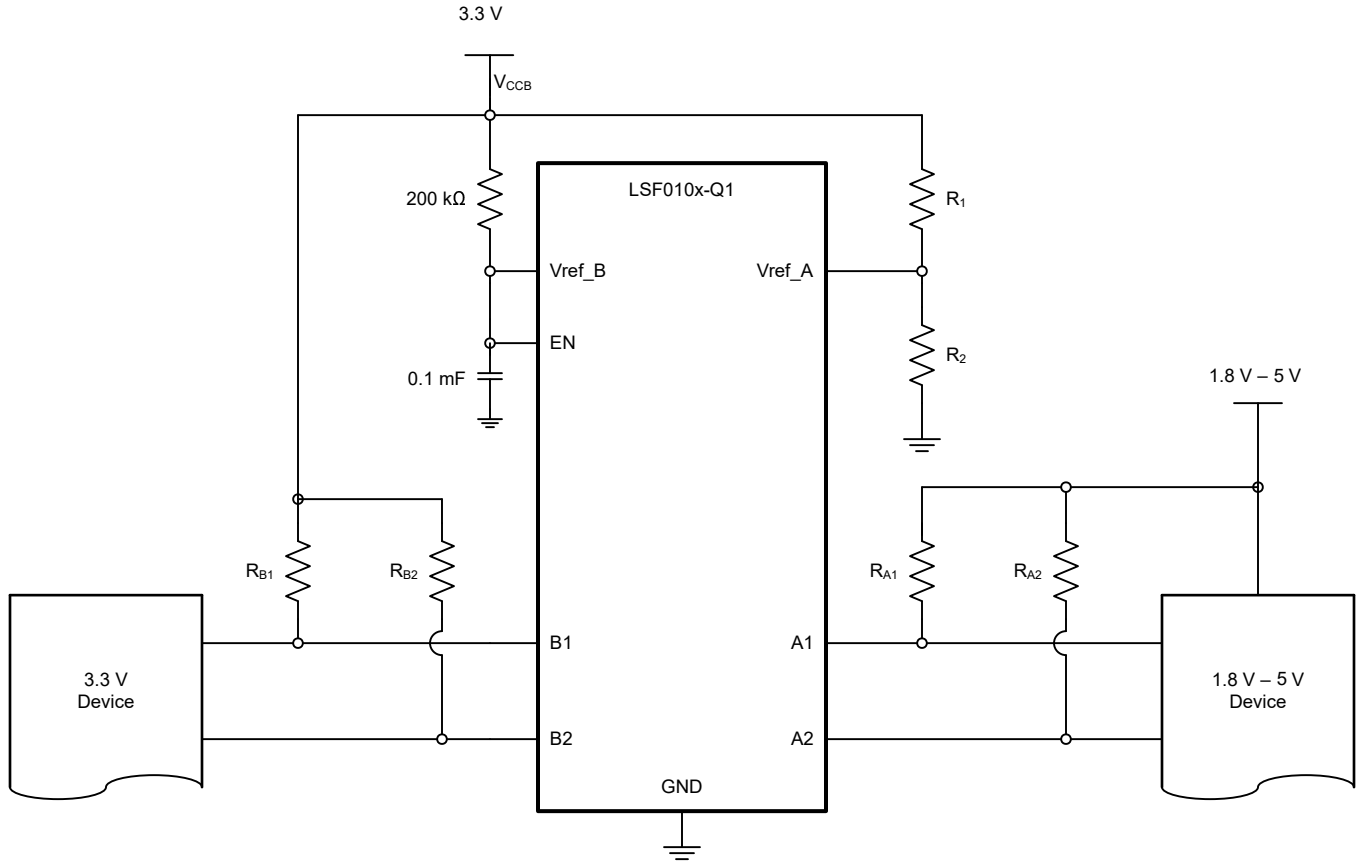 3.3 V
VCCB
LSF010x-Q1
200 kΩ
R1
Vref_B
Vref_A
EN
R2
0.1 mF
1.8 V – 5 V
RB1
RB2
RA1
RA2
B1
A1
3.3 V
Device
1.8 V – 5 V
Device
B2
A2
GND